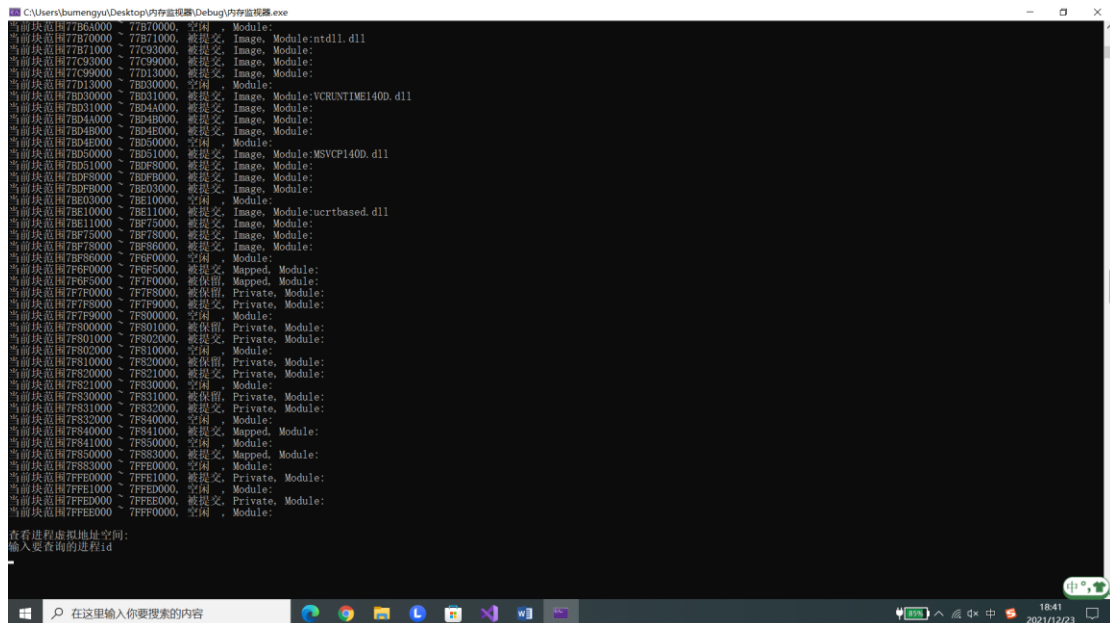 C:\Users\bumengyu\Desktop\内存监视器\Debug\内存监视器.exe
当前块范围77B6A000 ~ 77B70000, 空闲 , Module:
当前块范围77B70000 ~ 77B71000, 被提交, Image, Module:ntdll.dll
当前块范围77B71000 ~ 77C93000, 被提交, Image, Module:
当前块范围77C93000 ~ 77C99000, 被提交, Image, Module:
当前块范围77C99000 ~ 77D13000, 被提交, Image, Module:
当前块范围77D13000 ~ 7BD30000, 空闲 , Module:
当前块范围7BD30000 ~ 7BD31000, 被提交, Image, Module:VCRUNTIME140D.dll
当前块范围7BD31000 ~ 7BD4A000, 被提交, Image, Module:
当前块范围7BD4A000 ~ 7BD4B000, 被提交, Image, Module:
当前块范围7BD4B000 ~ 7BD4E000, 被提交, Image, Module:
当前块范围7BD4E000 ~ 7BD50000, 空闲 , Module:
当前块范围7BD50000 ~ 7BD51000, 被提交, Image, Module:MSVCP140D.dll
当前块范围7BD51000 ~ 7BDF8000, 被提交, Image, Module:
当前块范围7BDF8000 ~ 7BDFB000, 被提交, Image, Module:
当前块范围7BDFB000 ~ 7BE03000, 被提交, Image, Module:
当前块范围7BE03000 ~ 7BE10000, 空闲 , Module:
当前块范围7BE10000 ~ 7BE11000, 被提交, Image, Module:ucrtbased.dll
当前块范围7BE11000 ~ 7BF75000, 被提交, Image, Module:
当前块范围7BF75000 ~ 7BF78000, 被提交, Image, Module:
当前块范围7BF78000 ~ 7BF86000, 被提交, Image, Module:
当前块范围7BF86000 ~ 7F6F0000, 空闲 , Module:
当前块范围7F6F0000 ~ 7F6F5000, 被提交, Mapped, Module:
当前块范围7F6F5000 ~ 7F7F0000, 被保留, Mapped, Module:
当前块范围7F7F0000 ~ 7F7F8000, 被保留, Private, Module:
当前块范围7F7F8000 ~ 7F7F9000, 被提交, Private, Module:
当前块范围7F7F9000 ~ 7F800000, 空闲 , Module:
当前块范围7F800000 ~ 7F801000, 被保留, Private, Module:
当前块范围7F801000 ~ 7F802000, 被提交, Private, Module:
当前块范围7F802000 ~ 7F810000, 空闲 , Module:
当前块范围7F810000 ~ 7F820000, 被保留, Private, Module:
当前块范围7F820000 ~ 7F821000, 被提交, Private, Module:
当前块范围7F821000 ~ 7F830000, 空闲 , Module:
当前块范围7F830000 ~ 7F831000, 被保留, Private, Module:
当前块范围7F831000 ~ 7F832000, 被提交, Private, Module:
当前块范围7F832000 ~ 7F840000, 空闲 , Module:
当前块范围7F840000 ~ 7F841000, 被提交, Mapped, Module:
当前块范围7F841000 ~ 7F850000, 空闲 , Module:
当前块范围7F850000 ~ 7F883000, 被提交, Mapped, Module:
当前块范围7F883000 ~ 7FFE0000, 空闲 , Module:
当前块范围7FFE0000 ~ 7FFE1000, 被提交, Private, Module:
当前块范围7FFE1000 ~ 7FFED000, 空闲 , Module:
当前块范围7FFED000 ~ 7FFEE000, 被提交, Private, Module:
当前块范围7FFEE000 ~ 7FFF0000, 空闲 , Module:
查看进程虚拟地址空间:
输入要查询的进程id
中
在这里输入你要搜索的内容
85%
中
18:41
2021/12/23